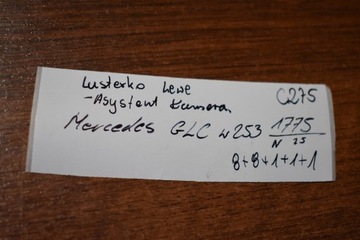 Lusterko Lewe
-Asystent Kamera
C275
Mercedes GLC w253 1775
N 25
8+8+1+1+1